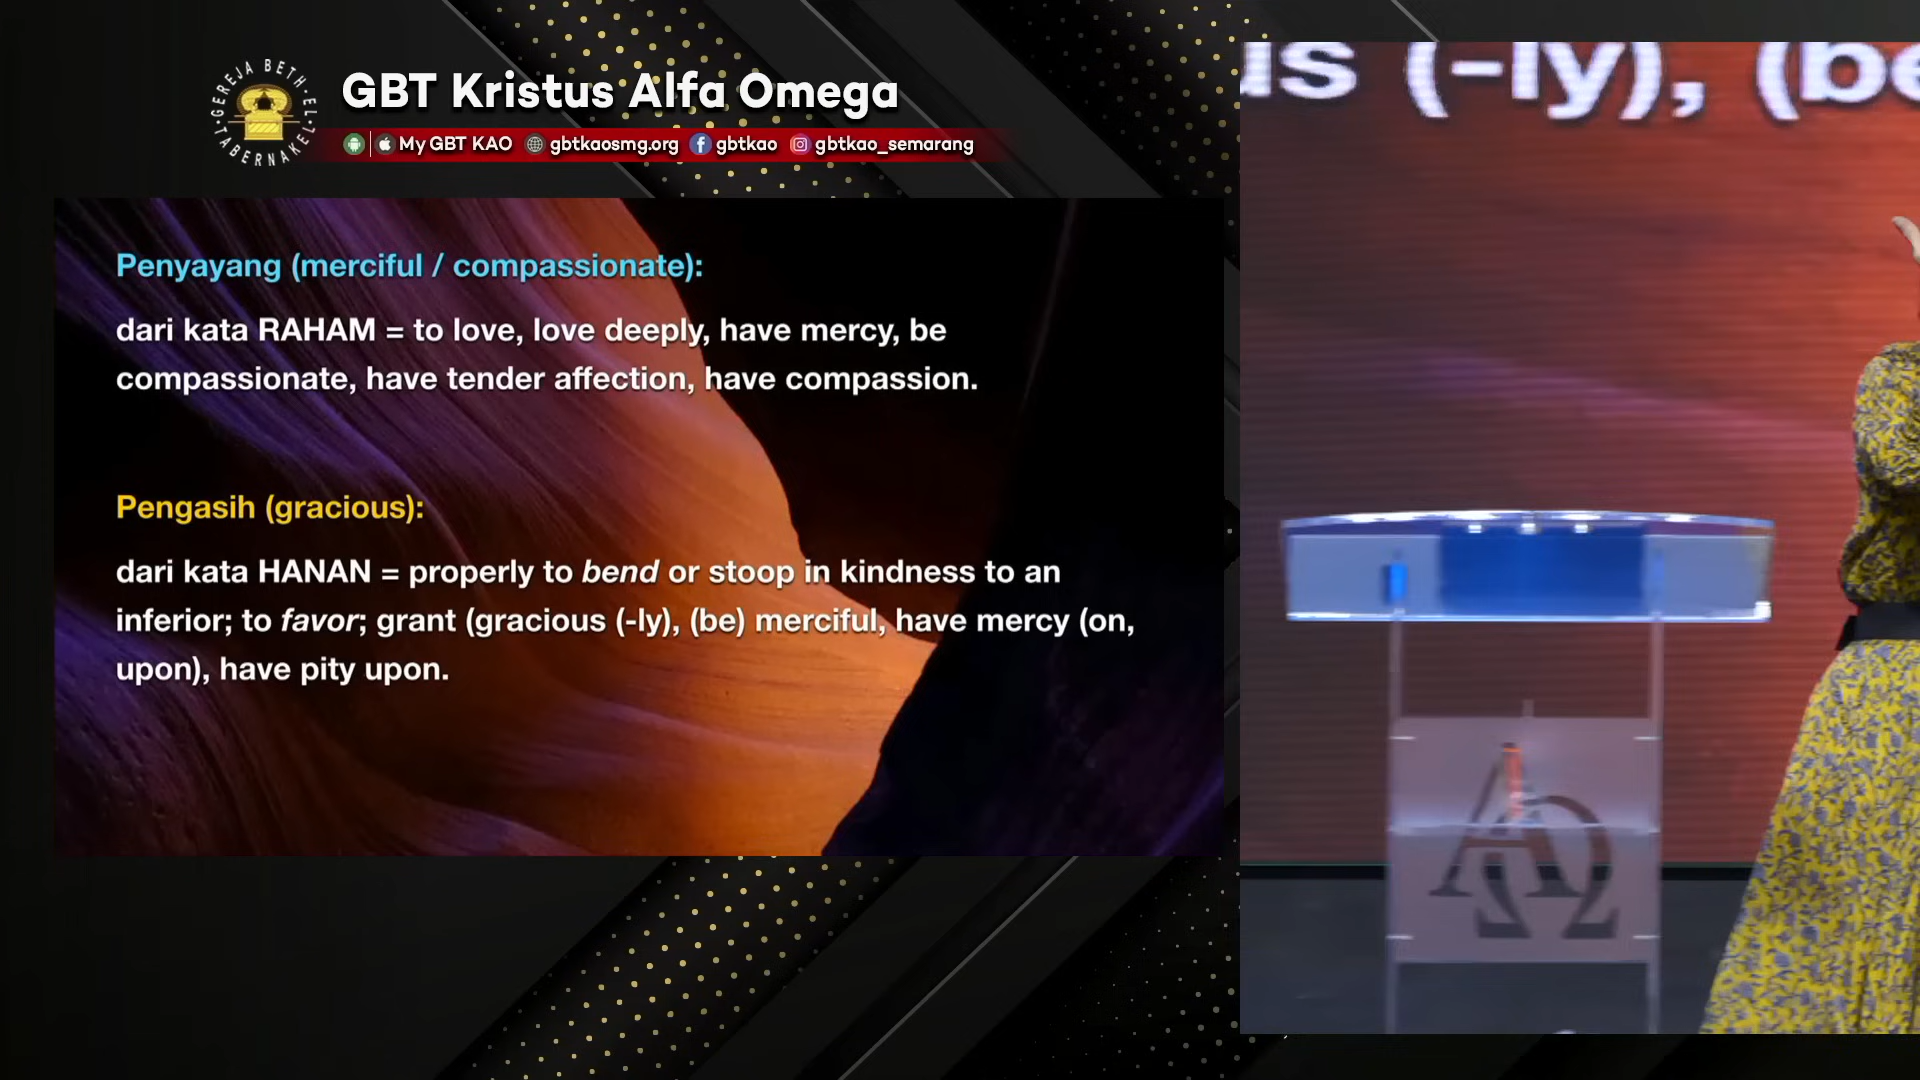 GEREJA BETH-EL TABERNAKEL
GBT Kristus Alfa Omega
My GBT KAO gbtkaosmg.org gbtkao gbtkao_semarang
us (-ly), (be
Penyayang (merciful / compassionate):
dari kata RAHAM = to love, love deeply, have mercy, be
compassionate, have tender affection, have compassion.
Pengasih (gracious):
dari kata HANAN = properly to bend or stoop in kindness to an
inferior; to favor; grant (gracious (-ly), (be) merciful, have mercy (on,
upon), have pity upon.
ΑΩ